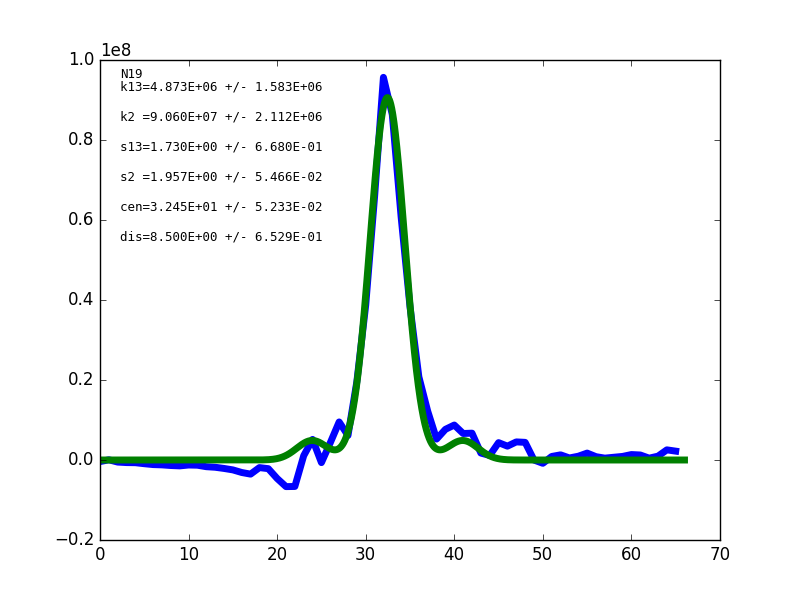 1e8
1.0
0.8
0.6
0.4
0.2
0.0
−0.2
N19
k13=4.873E+06 +/- 1.583E+06
k2 =9.060E+07 +/- 2.112E+06
s13=1.730E+00 +/- 6.680E-01
s2 =1.957E+00 +/- 5.466E-02
cen=3.245E+01 +/- 5.233E-02
dis=8.500E+00 +/- 6.529E-01
0 10 20 30 40 50 60 70